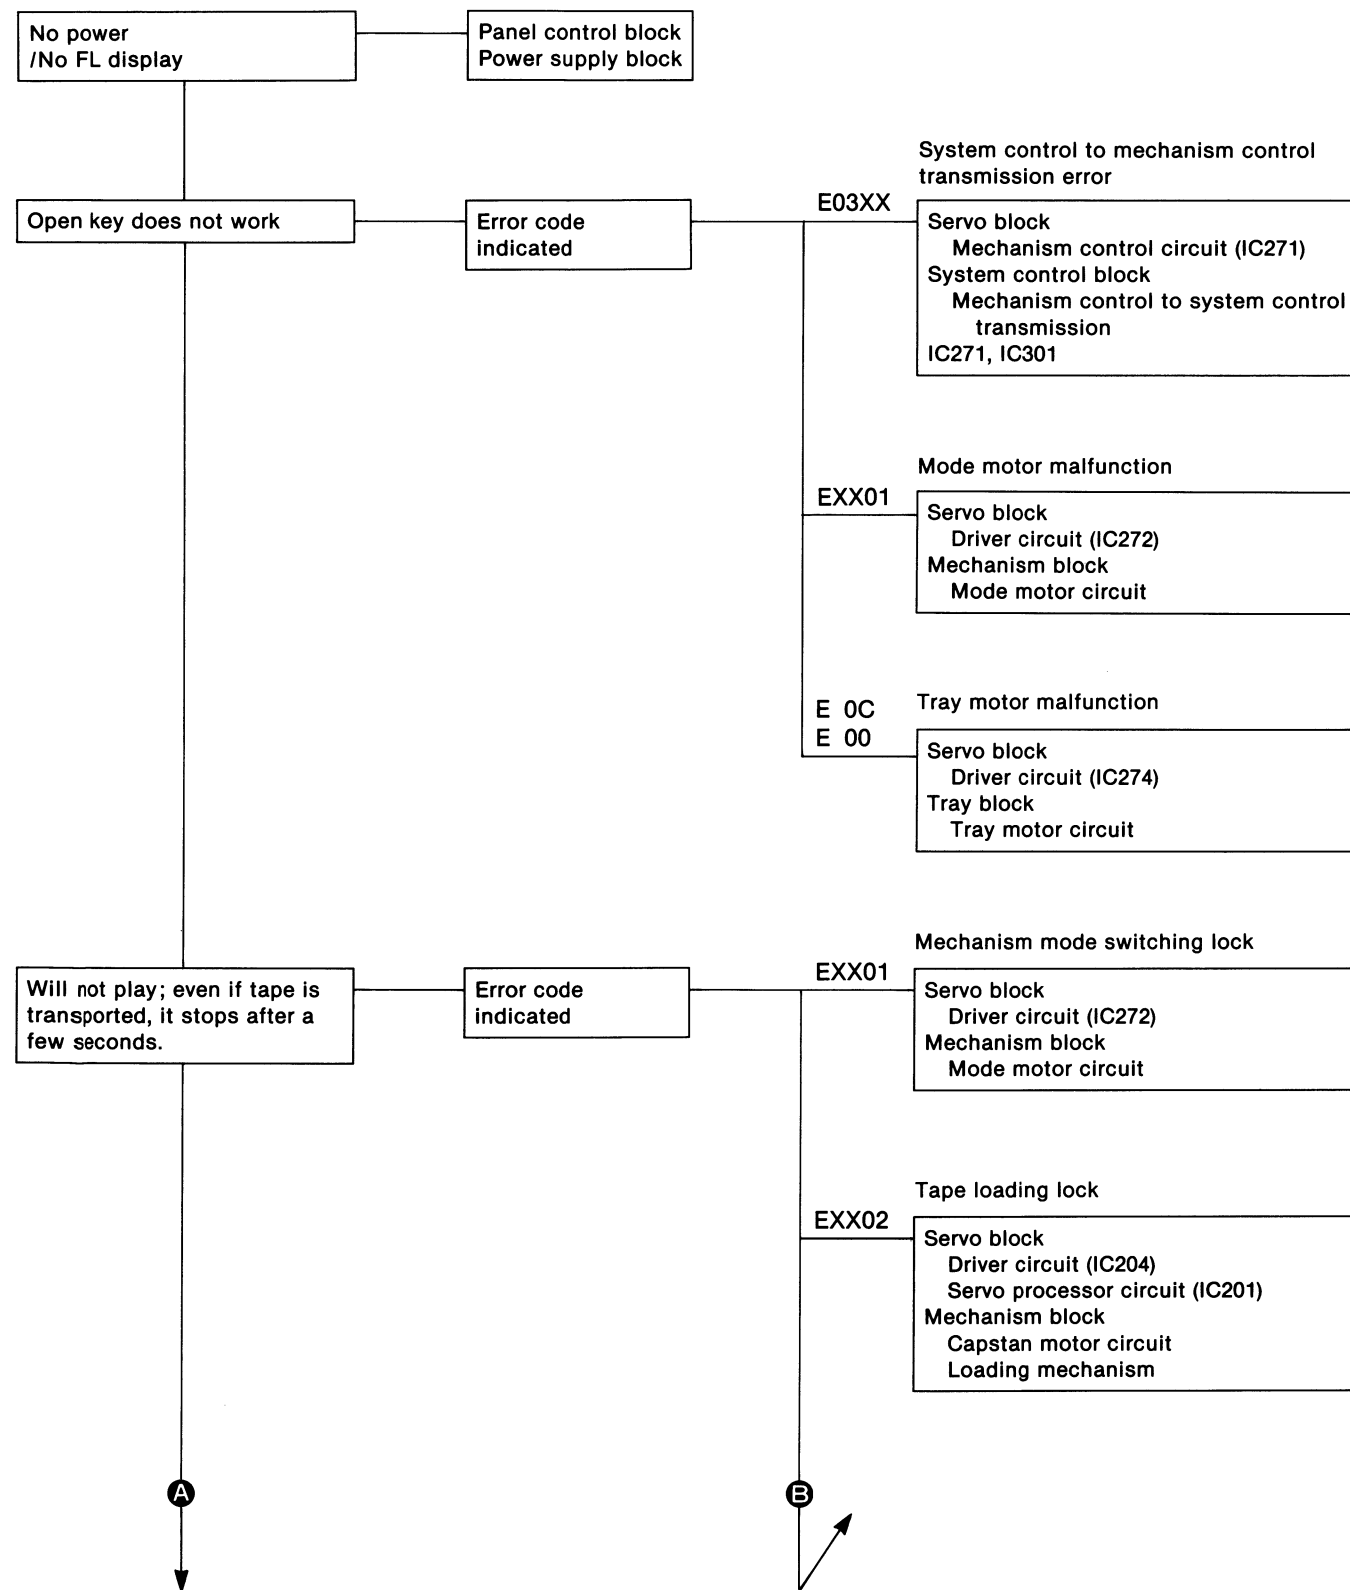 No power
/No FL display
Panel control block
Power supply block
System control to mechanism control
transmission error
Open key does not work
Error code
indicated
E03XX
Servo block
Mechanism control circuit (IC271)
System control block
Mechanism control to system control
transmission
IC271, IC301
Mode motor malfunction
EXX01
Servo block
Driver circuit (IC272)
Mechanism block
Mode motor circuit
E 0C
E 00
Tray motor malfunction
Servo block
Driver circuit (IC274)
Tray block
Tray motor circuit
Will not play; even if tape is
transported, it stops after a
few seconds.
Error code
indicated
Mechanism mode switching lock
EXX01
Servo block
Driver circuit (IC272)
Mechanism block
Mode motor circuit
Tape loading lock
EXX02
Servo block
Driver circuit (IC204)
Servo processor circuit (IC201)
Mechanism block
Capstan motor circuit
Loading mechanism
A
B